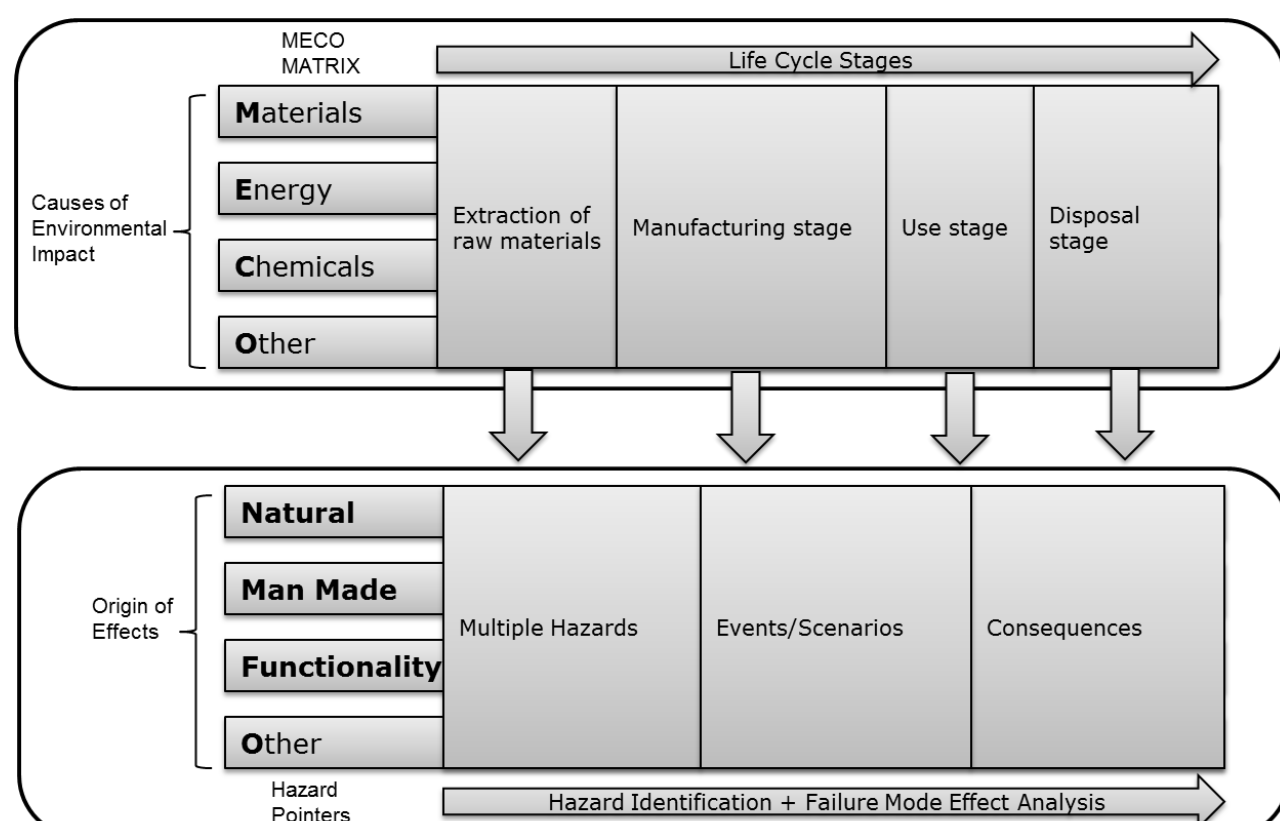 MECO
MATRIX
Life Cycle Stages
Causes of
Environmental
Impact
Materials
Energy
Chemicals
Other
Extraction of
raw materials
Manufacturing stage
Use stage
Disposal
stage
Origin of
Effects
Natural
Man Made
Functionality
Other
Multiple Hazards
Events/Scenarios
Consequences
Hazard
Pointers
Hazard Identification + Failure Mode Effect Analysis